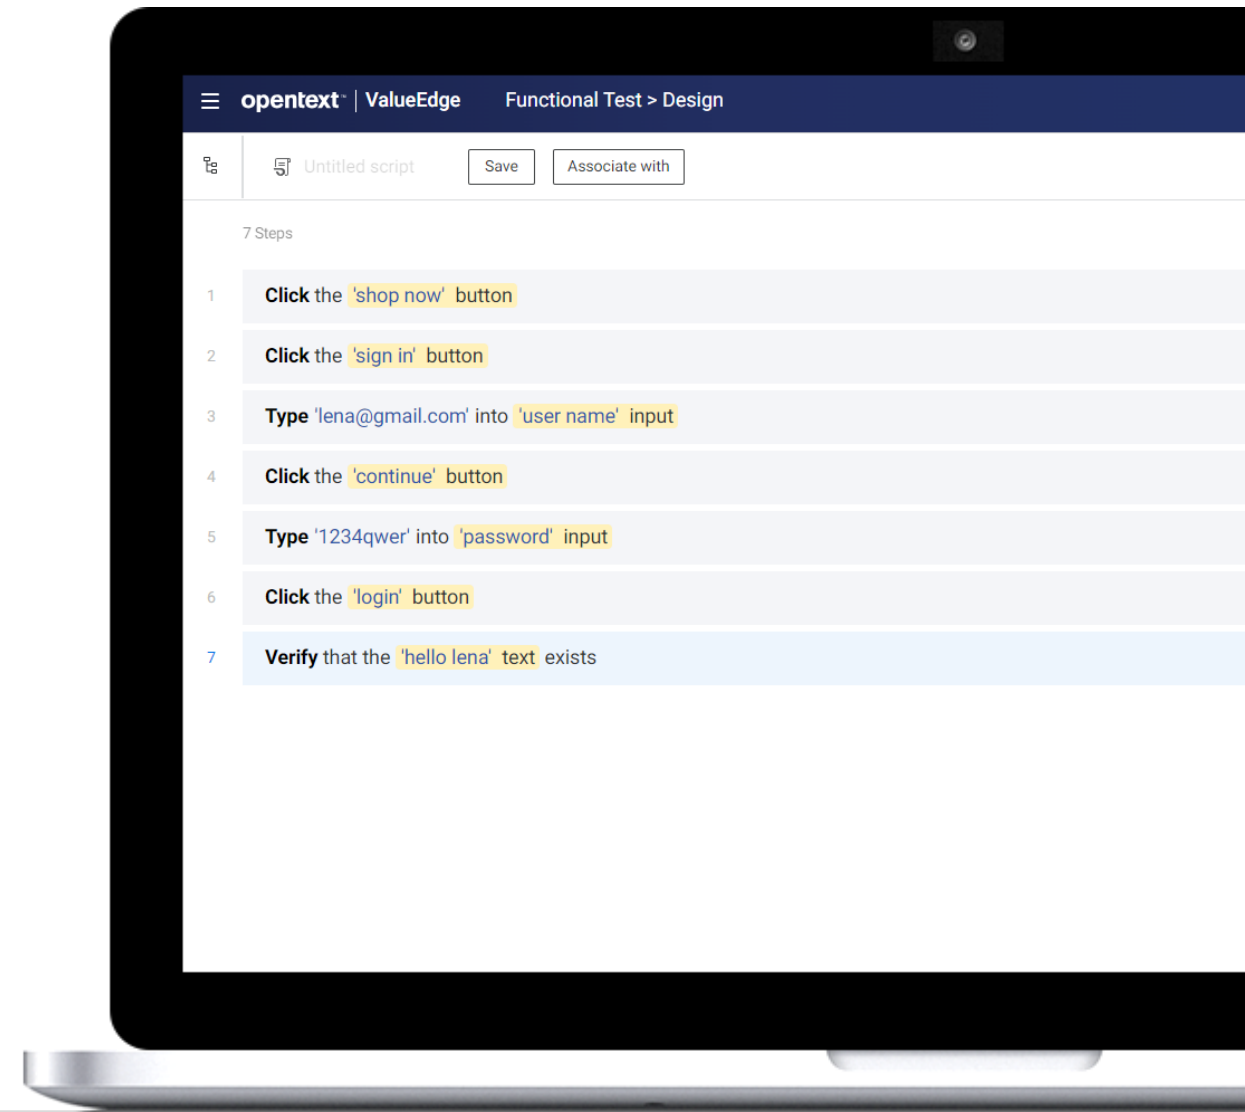 opentext™ | ValueEdge Functional Test > Design
Untitled script Save Associate with
7 Steps
1 Click the 'shop now' button
2 Click the 'sign in' button
3 Type 'lena@gmail.com' into 'user name' input
4 Click the 'continue' button
5 Type '1234qwer' into 'password' input
6 Click the 'login' button
7 Verify that the 'hello lena' text exists